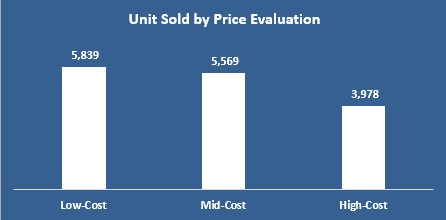 Unit Sold by Price Evaluation
5,839
5,569
3,978
Low-Cost
Mid-Cost
High-Cost